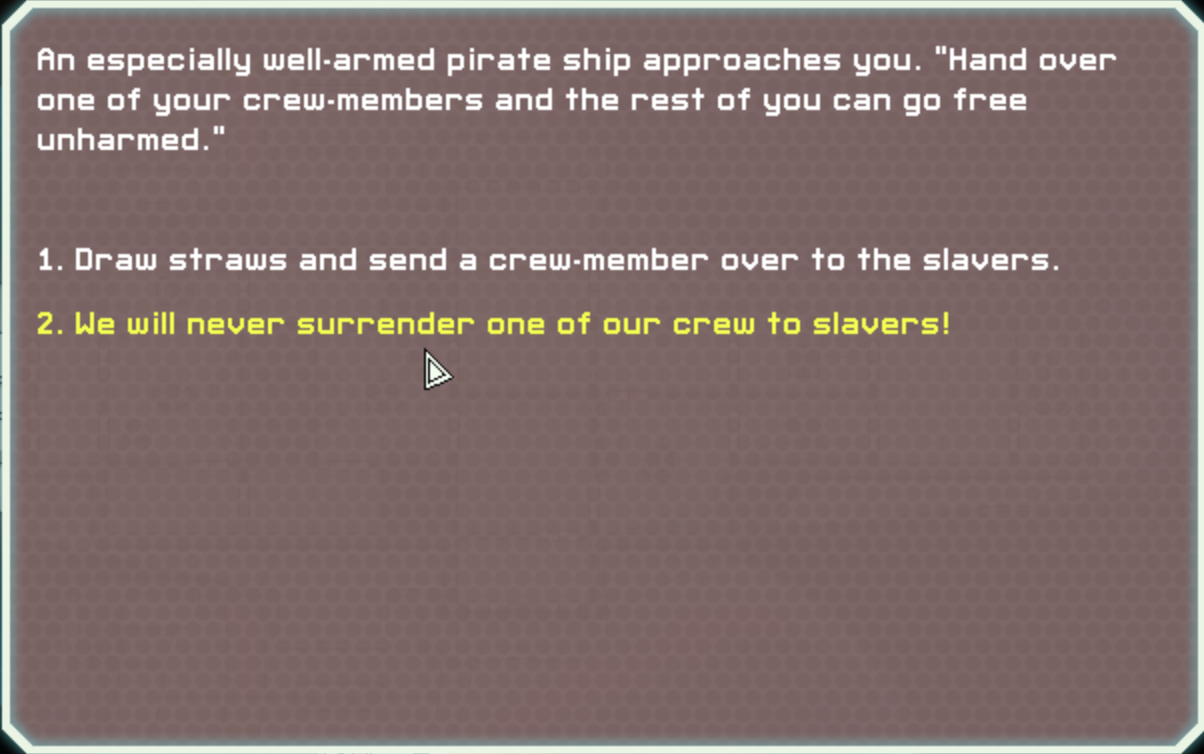 An especially well-armed pirate ship approaches you. "Hand over
one of your crew-members and the rest of you can go free
unharmed."
1. Draw straws and send a crew-member over to the slavers.
2. We will never surrender one of our crew to slavers!